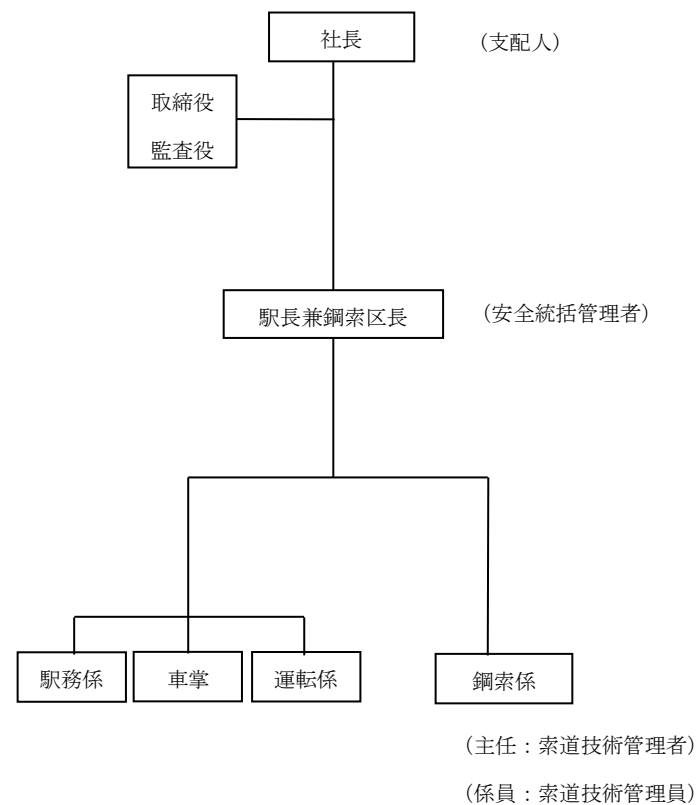 社長
（支配人）
取締役
監査役
駅長兼鋼索区長
（安全統括管理者）
駅務係
車掌
運転係
鋼索係
（主任：索道技術管理者）
（係員：索道技術管理員）